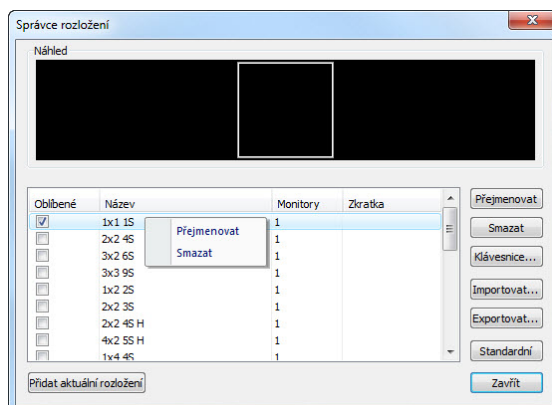 Správce rozložení
Náhled
Oblíbené Název Monitory Zkratka
1x1 1S 1
2x2 4S 1
3x2 6S 1
3x3 9S 1
1x2 2S 1
2x2 3S 1
2x2 4S H 1
4x2 5S H 1
1x4 4S 1
Přejmenovat
Smazat
Přejmenovat
Smazat
Klávesnice...
Importovat...
Exportovat...
Standardní
Přidat aktuální rozložení
Zavřít